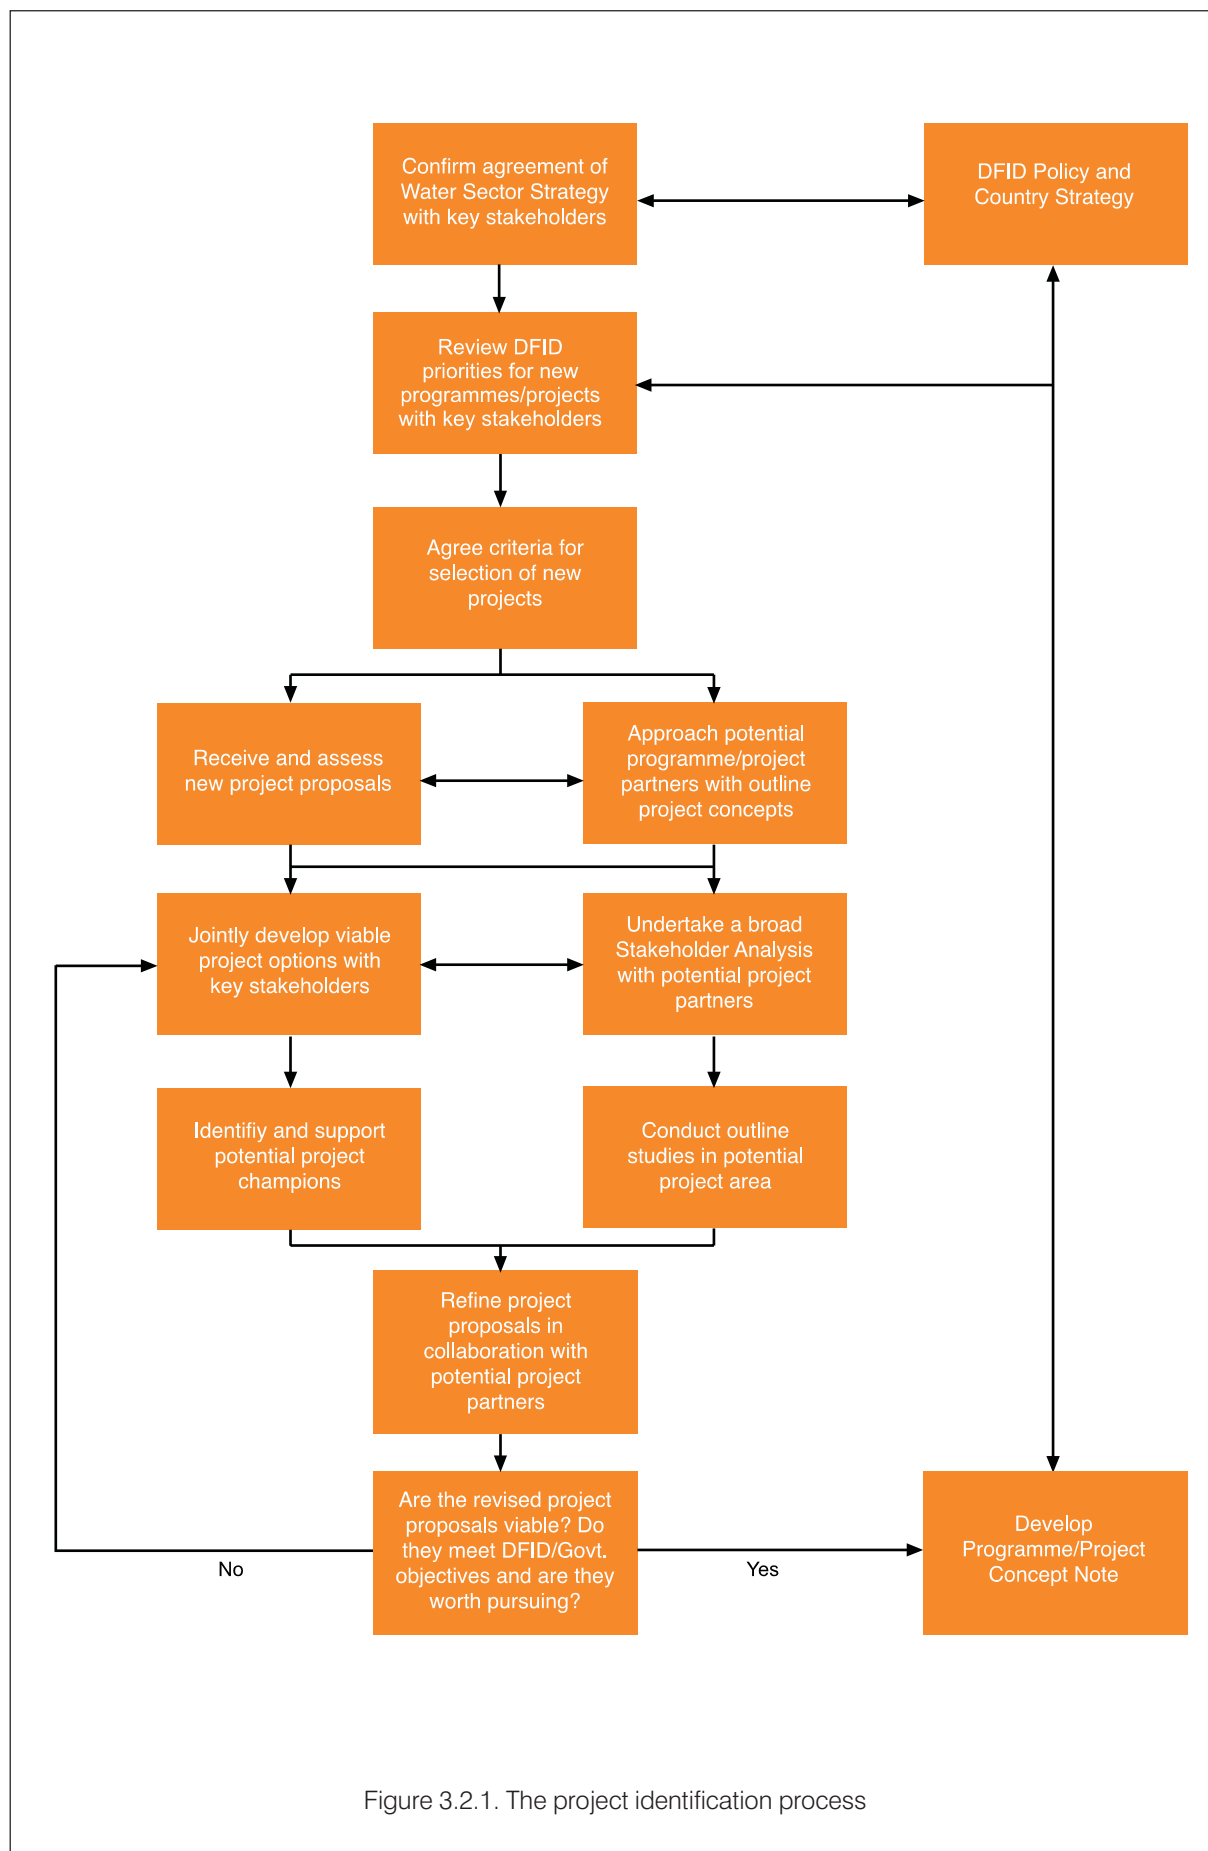 Confirm agreement of
Water Sector Strategy
with key stakeholders
DFID Policy and
Country Strategy
Review DFID
priorities for new
programmes/projects
with key stakeholders
Agree criteria for
selection of new
projects
Receive and assess
new project proposals
Approach potential
programme/project
partners with outline
project concepts
Jointly develop viable
project options with
key stakeholders
Undertake a broad
Stakeholder Analysis
with potential project
partners
Identifiy and support
potential project
champions
Conduct outline
studies in potential
project area
Refine project
proposals in
collaboration with
potential project
partners
Are the revised project
proposals viable? Do
they meet DFID/Govt.
objectives and are they
worth pursuing?
No
Yes
Develop
Programme/Project
Concept Note
Figure 3.2.1. The project identification process